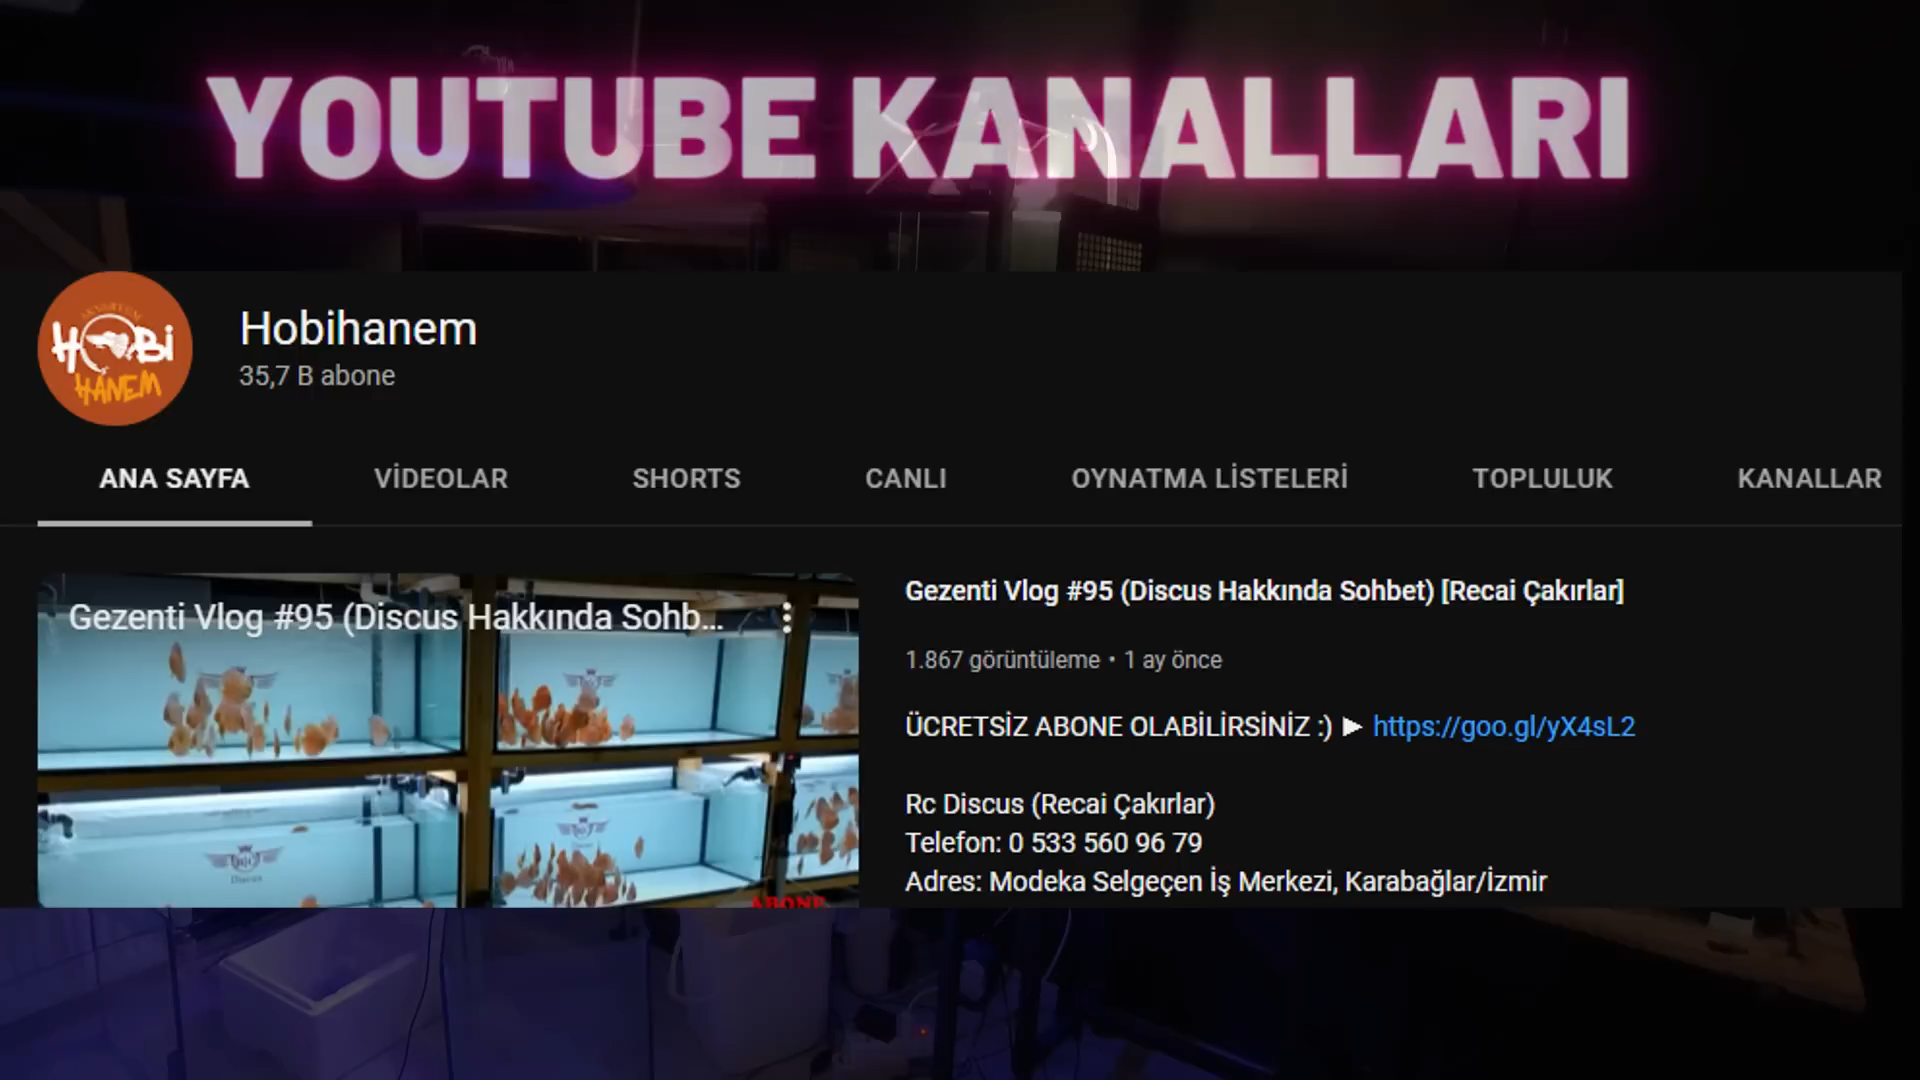 YOUTUBE KANALLARI
HOBİ
HANEM
Hobihanem
35,7 B abone
ANA SAYFA
VİDEOLAR
SHORTS
CANLI
OYNATMA LİSTELERİ
TOPLULUK
KANALLAR
Gezenti Vlog #95 (Discus Hakkında Sohb...
Discus
ABONE
Gezenti Vlog #95 (Discus Hakkında Sohbet) [Recai Çakırlar]
1.867 görüntüleme • 1 ay önce
ÜCRETSİZ ABONE OLABİLİRSİNİZ :) ► https://goo.gl/yX4sL2
Rc Discus (Recai Çakırlar)
Telefon: 0 533 560 96 79
Adres: Modeka Selgeçen İş Merkezi, Karabağlar/İzmir